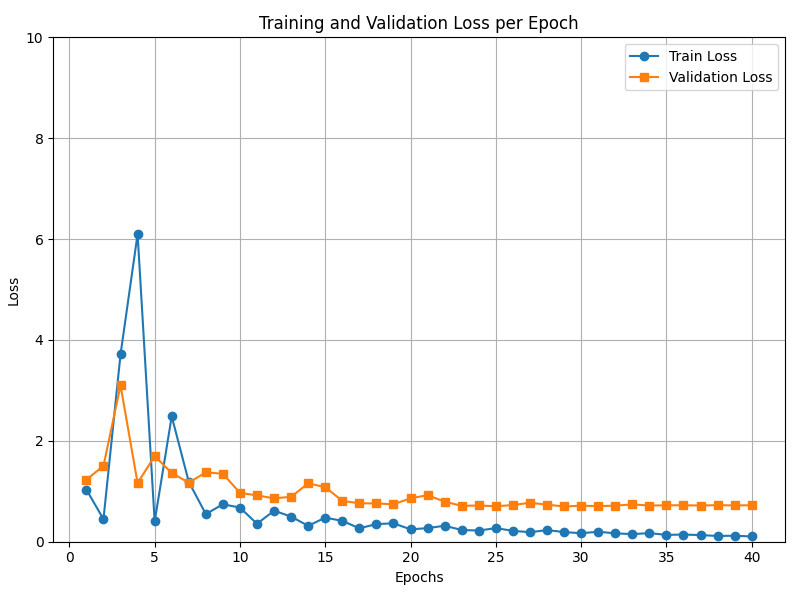 Training and Validation Loss per Epoch
10
8
6
4
2
0
Loss
Train Loss
Validation Loss
0 5 10 15 20 25 30 35 40
Epochs